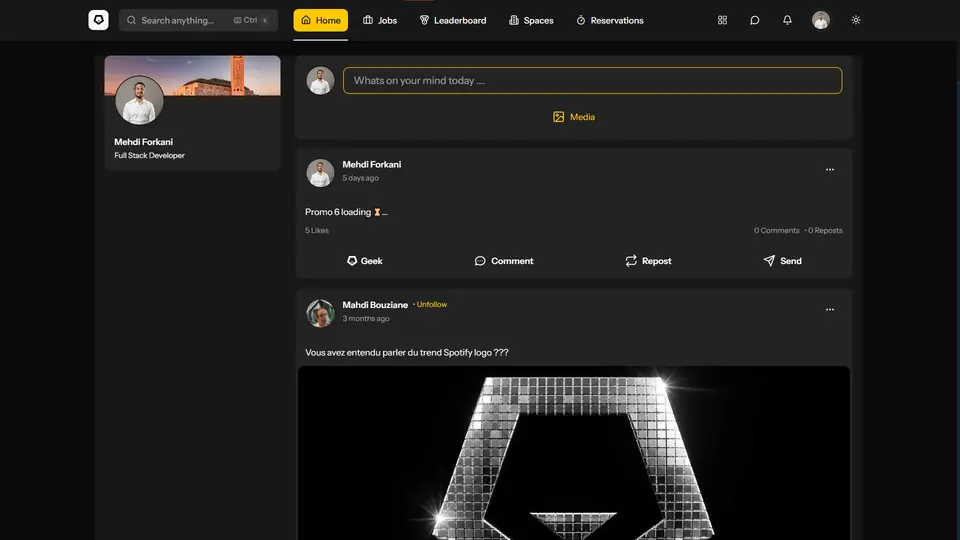 Search anything... Ctrl K
Home
Jobs
Leaderboard
Spaces
Reservations
Mehdi Forkani
Full Stack Developer
Whats on your mind today ....
Media
Mehdi Forkani
5 days ago
...
Promo 6 loading ⏳...
5 Likes
0 Comments • 0 Reposts
Geek
Comment
Repost
Send
Mahdi Bouziane • Unfollow
3 months ago
...
Vous avez entendu parler du trend Spotify logo ???